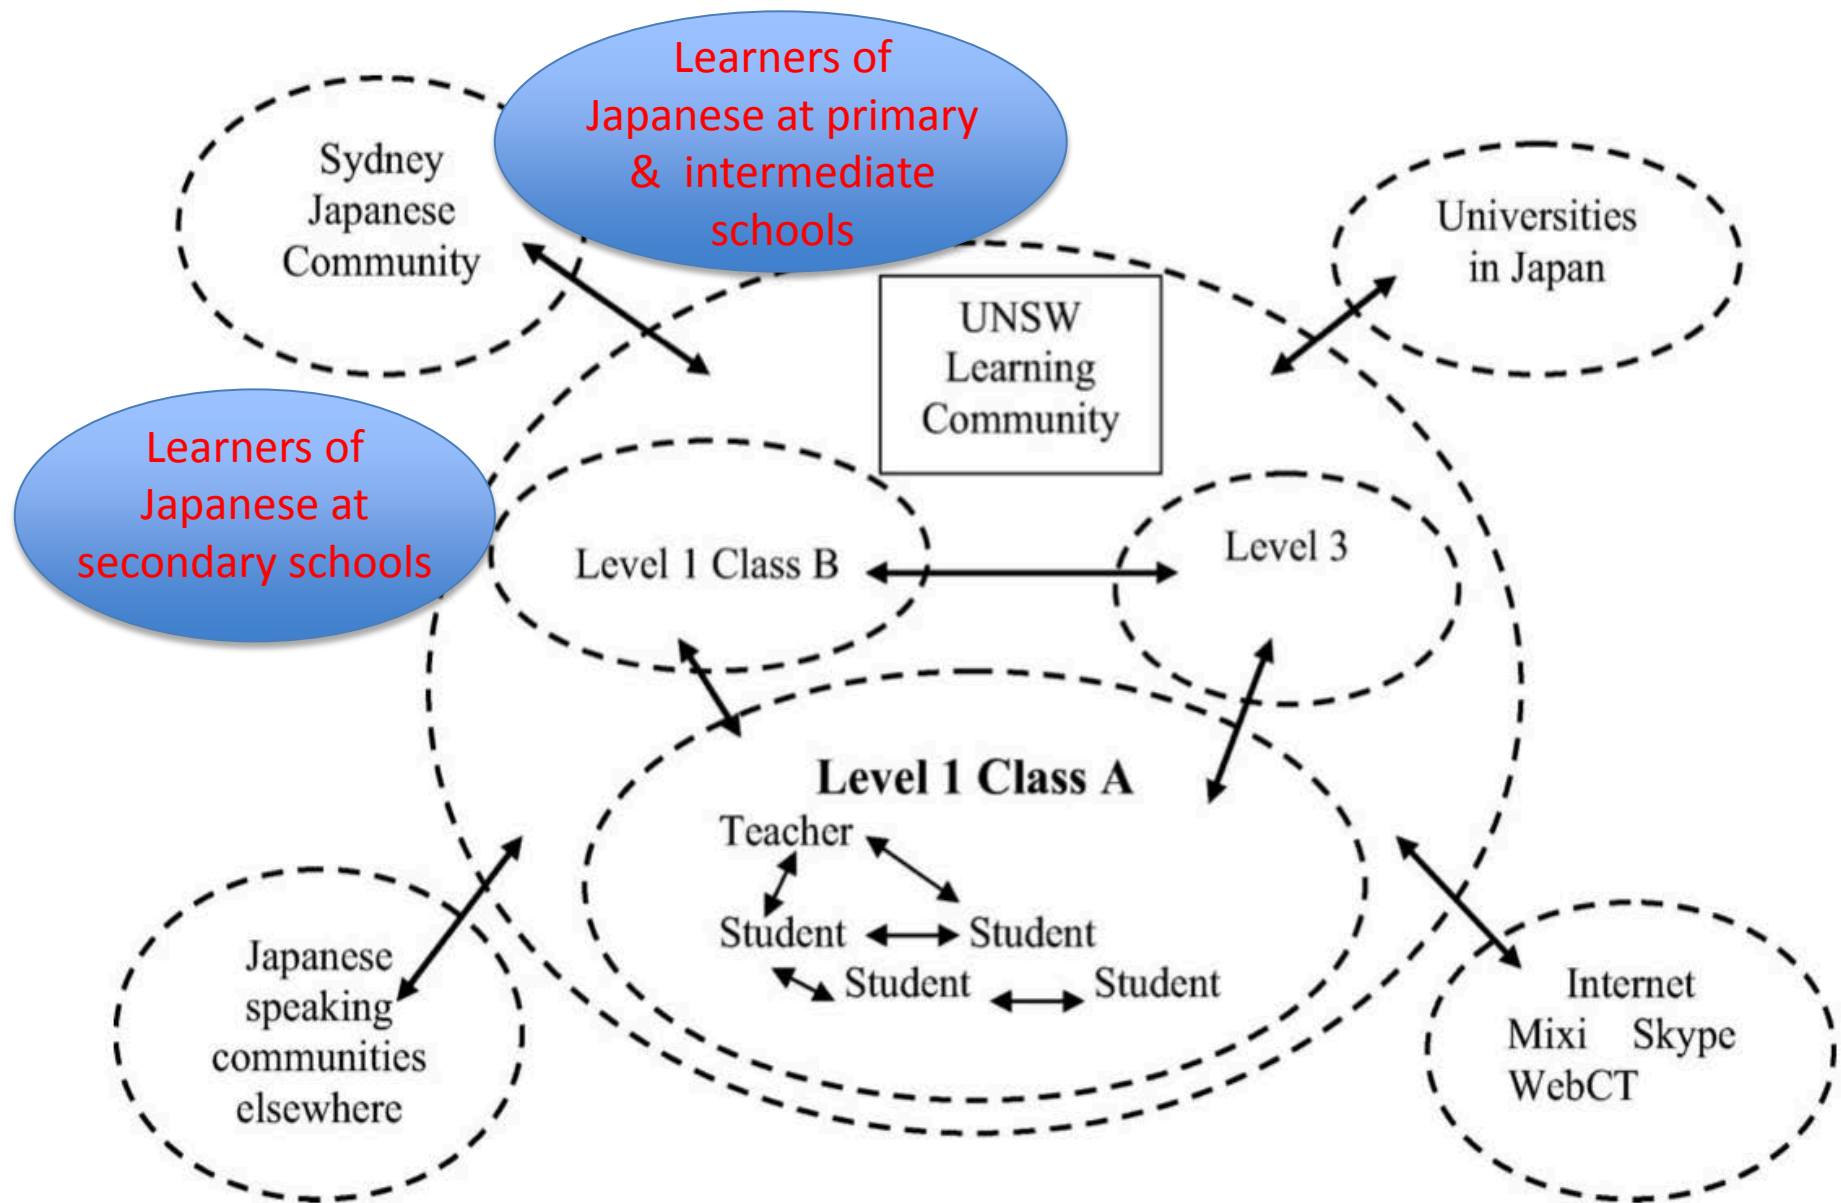 Learners of
Japanese at primary
& intermediate
schools
Sydney
Japanese
Community
Universities
in Japan
UNSW
Learning
Community
Learners of
Japanese at
secondary schools
Level 1 Class B
Level 3
Level 1 Class A
Teacher
Student Student
Student Student
Japanese
speaking
communities
elsewhere
Internet
Mixi Skype
WebCT